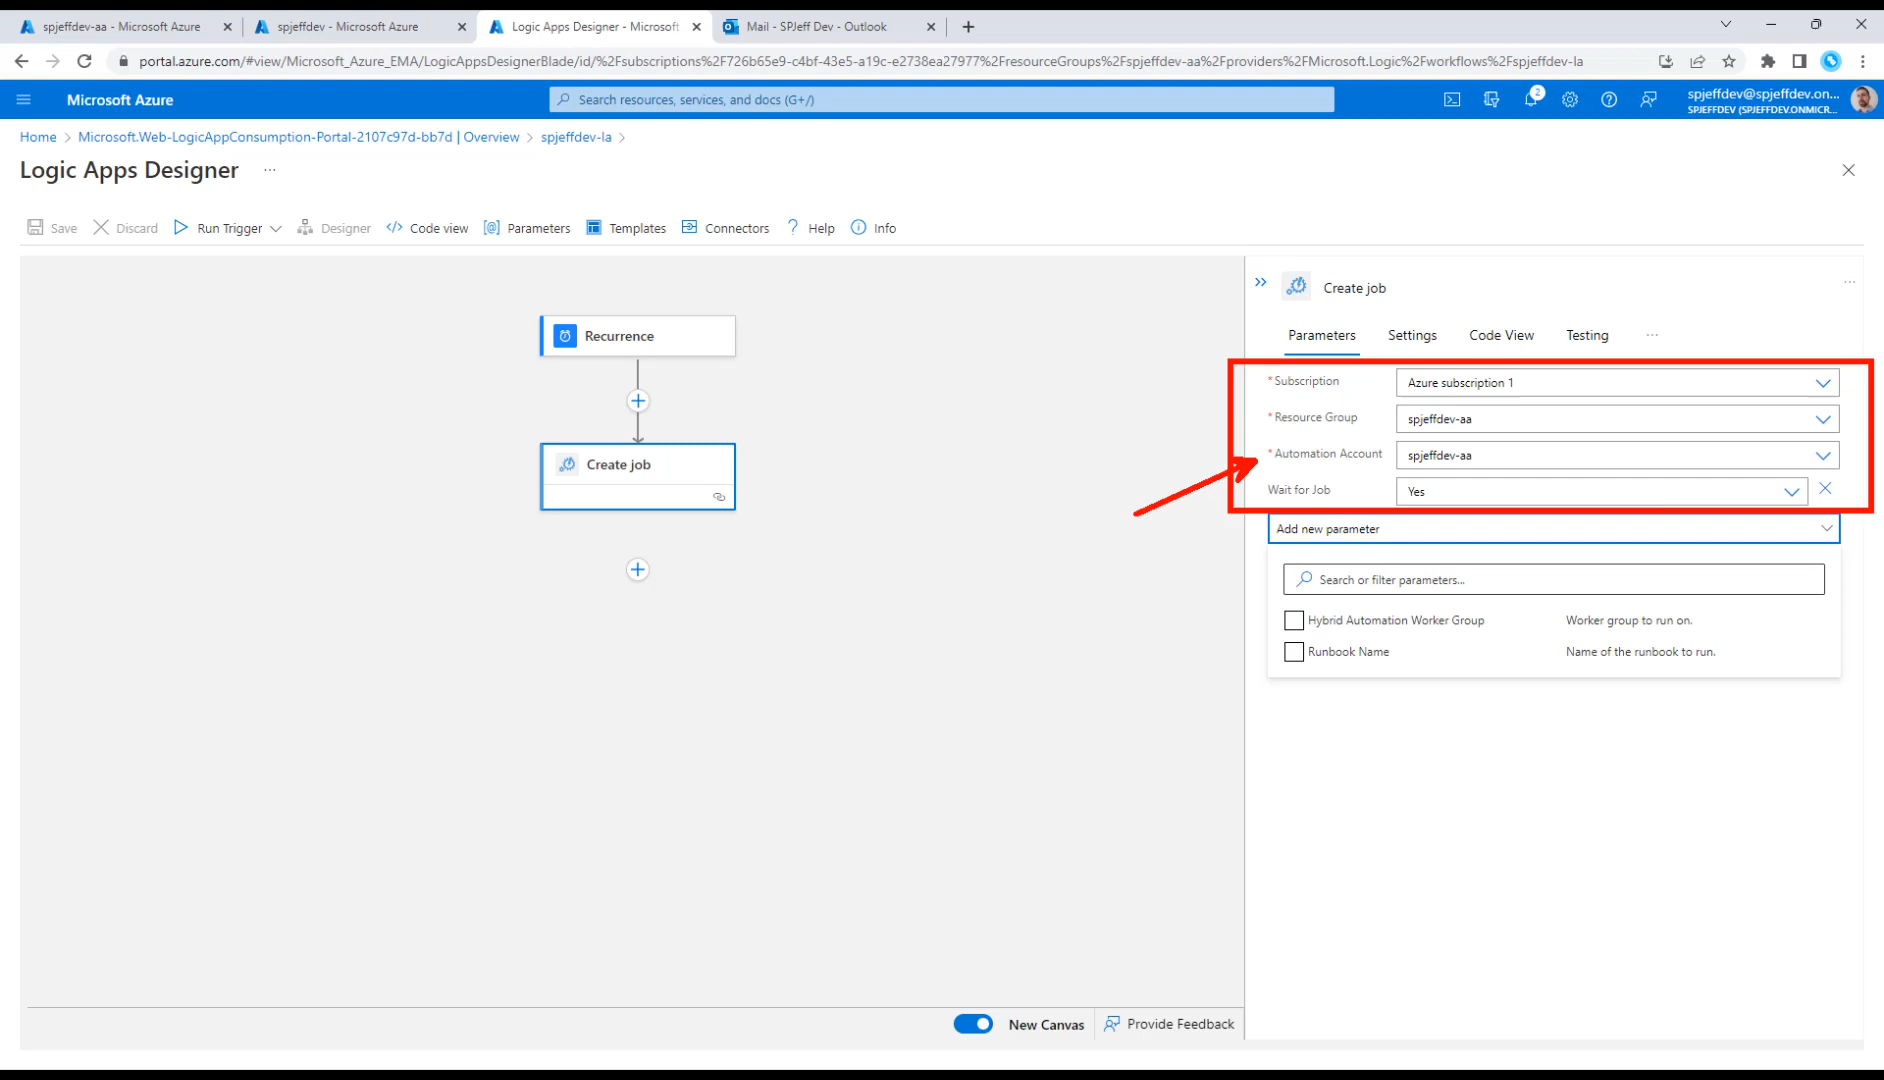 spjeffdev-aa - Microsoft Azure
spjeffdev - Microsoft Azure
Logic Apps Designer - Microsoft
Mail - SPJeff Dev - Outlook
portal.azure.com/#view/Microsoft_Azure_EMA/LogicAppsDesignerBlade/id/%2Fsubscriptions%2F726b65e9-c4bf-43e5-a19c-e2738ea27977%2FresourceGroups%2Fspjeffdev-aa%2Fproviders%2FMicrosoft.Logic%2Fworkflows%2Fspjeffdev-la
Microsoft Azure
Search resources, services, and docs (G+/)
2
spjeffdev@spjeffdev.on...
SPJEFFDEV (SPJEFFDEV.ONMICR...
Home > Microsoft.Web-LogicAppConsumption-Portal-2107c97d-bb7d | Overview > spjeffdev-la >
Logic Apps Designer ...
Save Discard Run Trigger Designer Code view Parameters Templates Connectors Help Info
Recurrence
Create job
Create job
Parameters Settings Code View Testing ...
* Subscription Azure subscription 1
* Resource Group spjeffdev-aa
* Automation Account spjeffdev-aa
Wait for Job Yes
Add new parameter
Search or filter parameters...
Hybrid Automation Worker Group Worker group to run on.
Runbook Name Name of the runbook to run.
New Canvas Provide Feedback